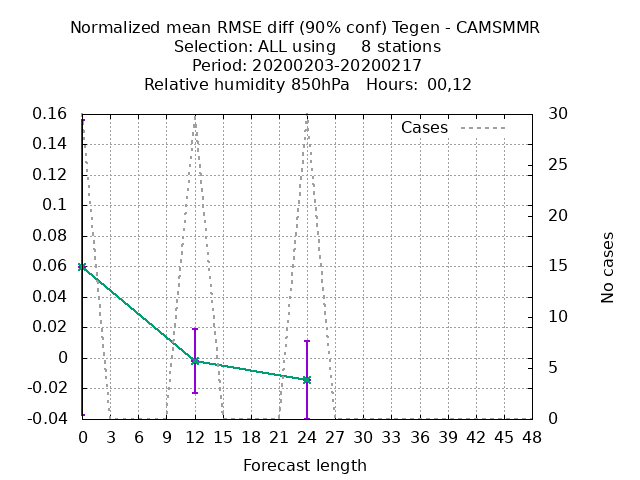 Normalized mean RMSE diff (90% conf) Tegen - CAMSMMR
Selection: ALL using 8 stations
Period: 20200203-20200217
Relative humidity 850hPa Hours: 00,12
Cases
0.16
0.14
0.12
0.1
0.08
0.06
0.04
0.02
0
-0.02
-0.04
30
25
20
15
10
5
0
No cases
0 3 6 9 12 15 18 21 24 27 30 33 36 39 42 45 48
Forecast length